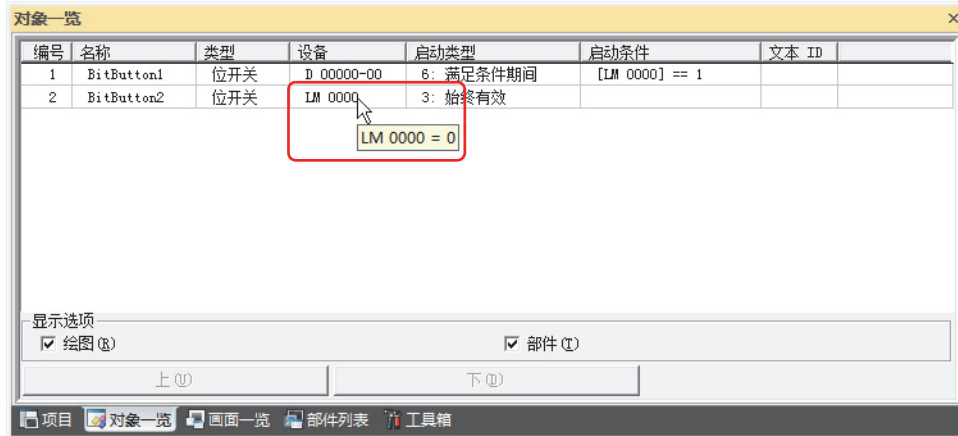 对象一览
编号 名称 类型 设备 启动类型 启动条件 文本 ID
1 BitButton1 位开关 D 00000-00 6: 满足条件期间 [LM 0000] == 1
2 BitButton2 位开关 LM 0000 3: 始终有效
LM 0000 = 0
显示选项
绘图(R) 部件(T)
上(U) 下(D)
项目 对象一览 画面一览 部件列表 工具箱